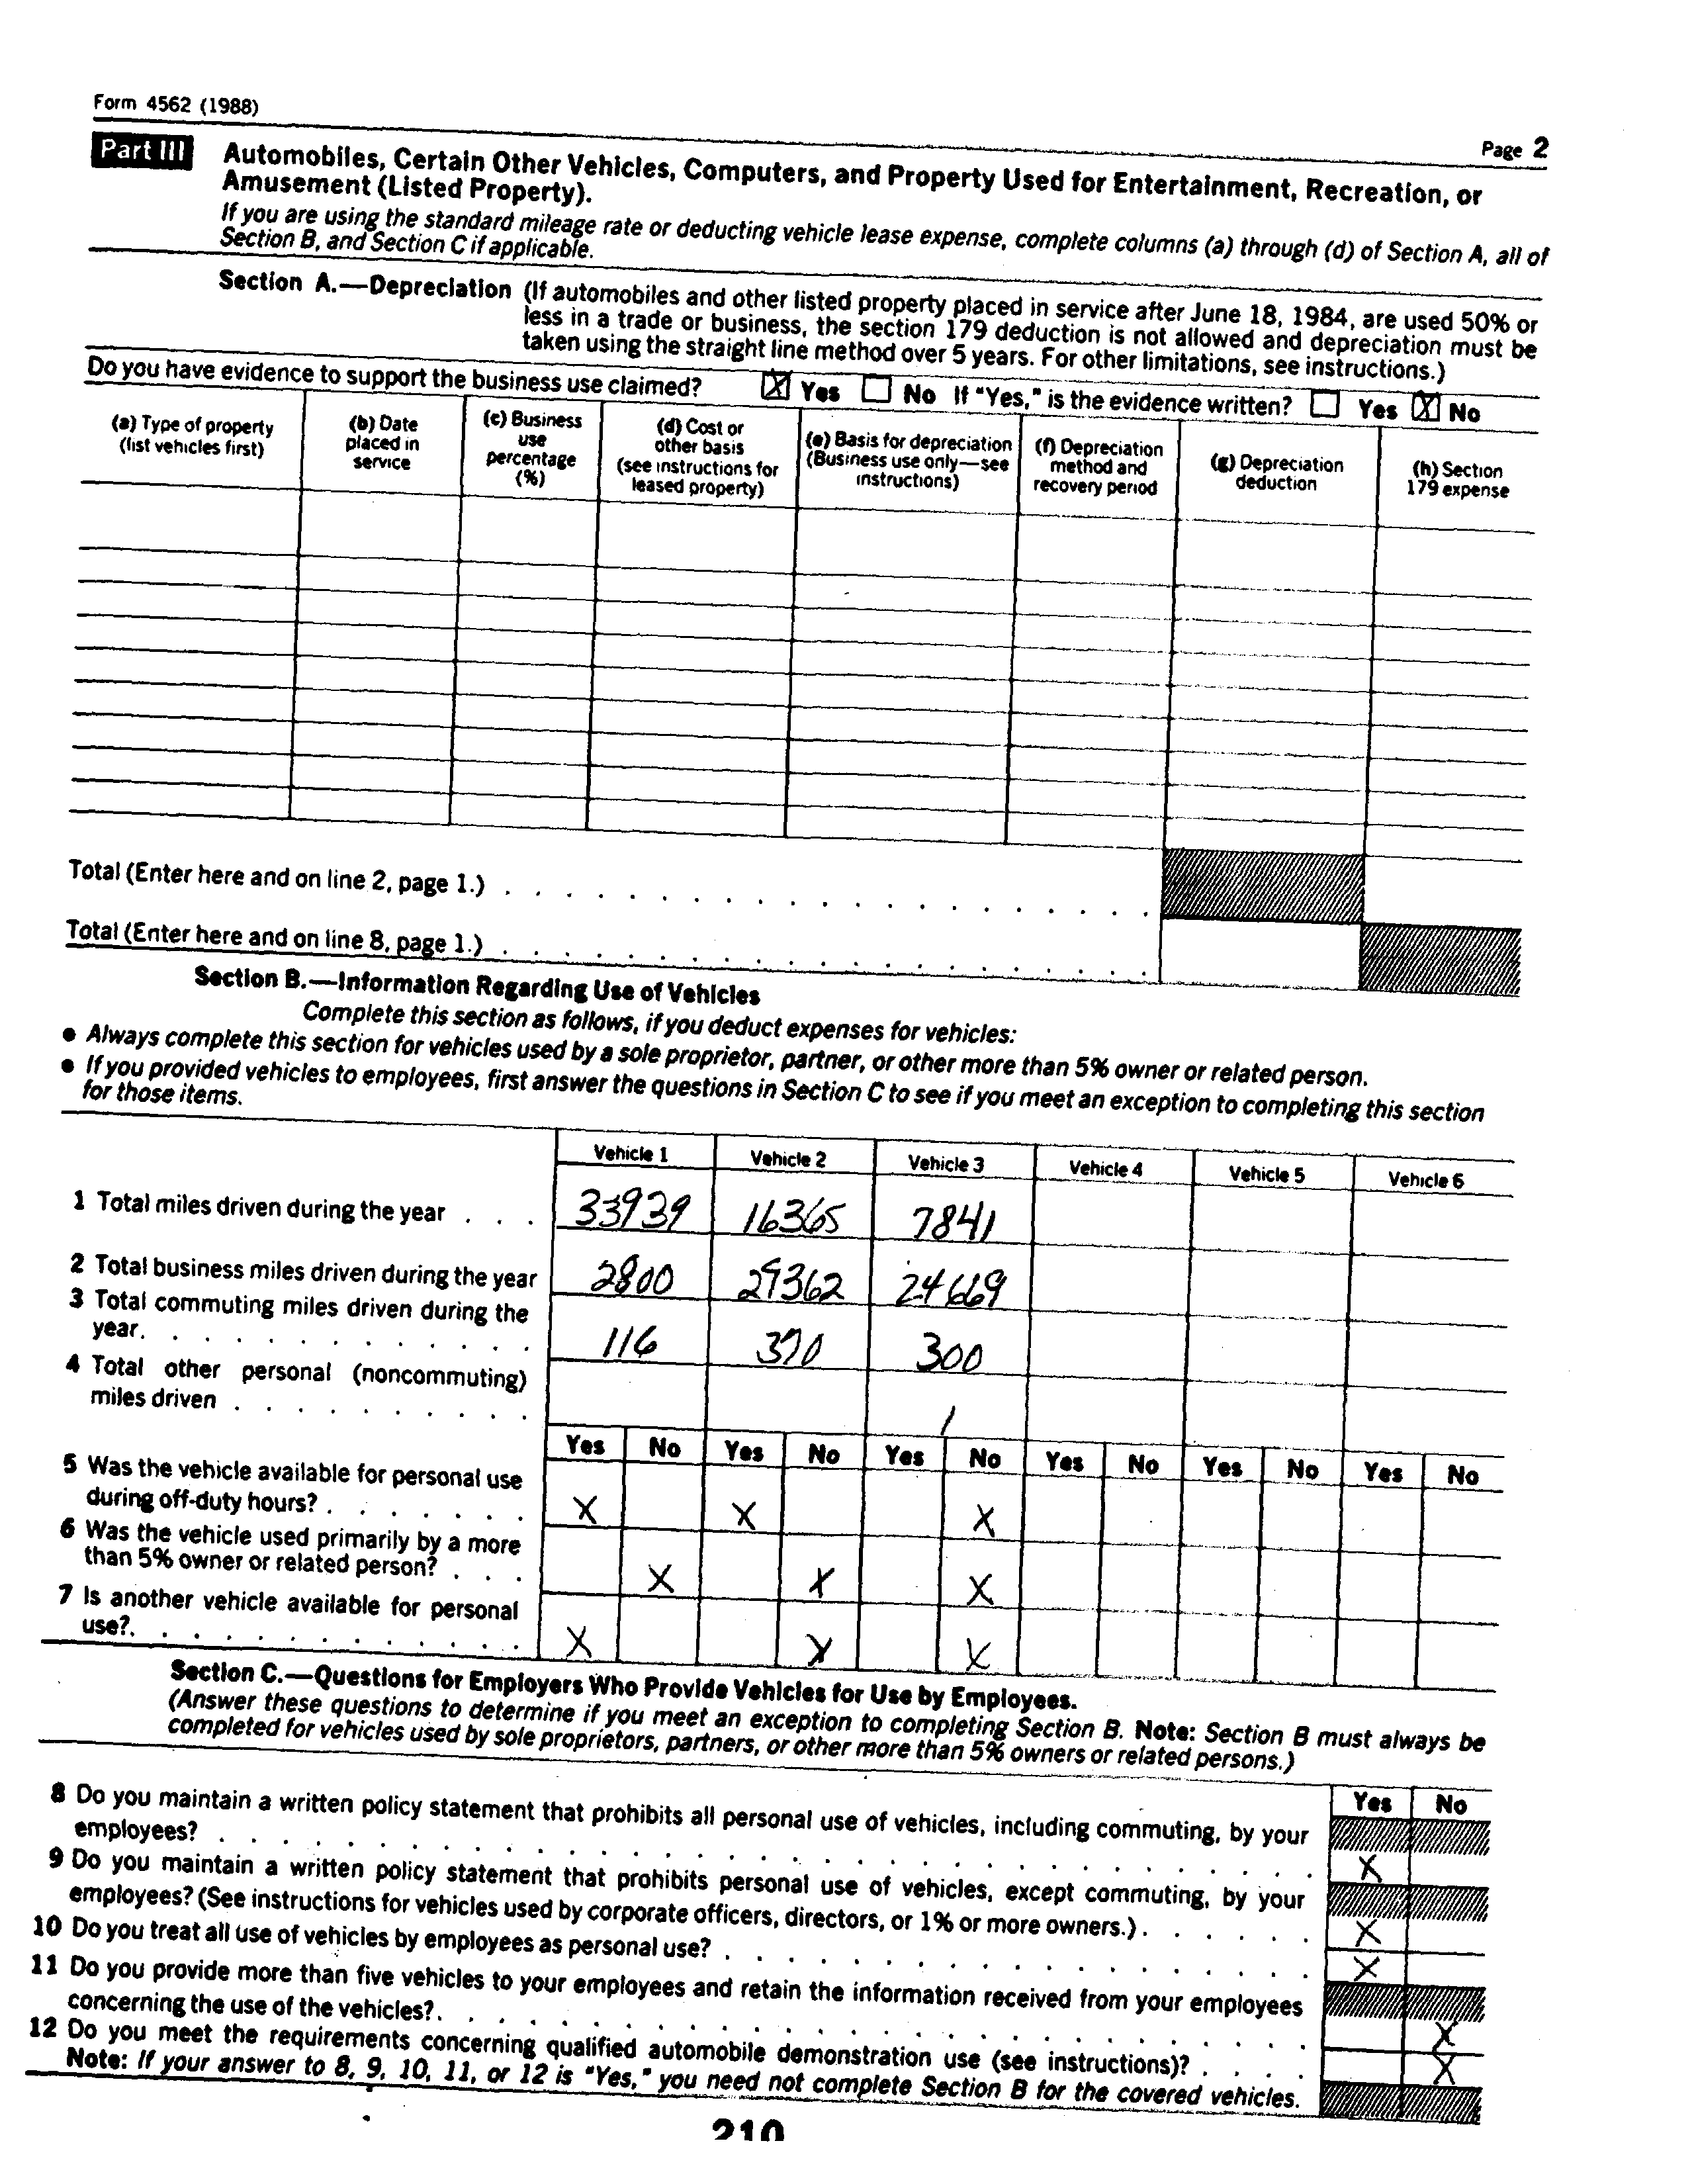 Form 4562 (1988)
Page 2
Part III
Automobiles, Certain Other Vehicles, Computers, and Property Used for Entertainment, Recreation, or
Amusement (Listed Property).
If you are using the standard mileage rate or deducting vehicle lease expense, complete columns (a) through (d) of Section A, all of
Section B, and Section C if applicable.
Section A.—Depreciation (If automobiles and other listed property placed in service after June 18, 1984, are used 50% or
less in a trade or business, the section 179 deduction is not allowed and depreciation must be
taken using the straight line method over 5 years. For other limitations, see instructions.)
Do you have evidence to support the business use claimed? X Yes No If "Yes," is the evidence written? Yes X No
(a) Type of property
(list vehicles first)
(b) Date
placed in
service
(c) Business
use
percentage
(%)
(d) Cost or
other basis
(see instructions for
leased property)
(e) Basis for depreciation
(Business use only—see
instructions)
(f) Depreciation
method and
recovery period
(g) Depreciation
deduction
(h) Section
179 expense
Total (Enter here and on line 2, page 1.)
Total (Enter here and on line 8, page 1.)
Section B.—Information Regarding Use of Vehicles
Complete this section as follows, if you deduct expenses for vehicles:
● Always complete this section for vehicles used by a sole proprietor, partner, or other more than 5% owner or related person.
● If you provided vehicles to employees, first answer the questions in Section C to see if you meet an exception to completing this section
for those items.
Vehicle 1 Vehicle 2 Vehicle 3 Vehicle 4 Vehicle 5 Vehicle 6
1 Total miles driven during the year . . . 33939 16365 7841
2 Total business miles driven during the year 2800 29362 24669
3 Total commuting miles driven during the
year. . . . . . . . . . . . . 116 390 300
4 Total other personal (noncommuting)
miles driven . . . . . . . . . .
Yes No Yes No Yes No Yes No Yes No Yes No
5 Was the vehicle available for personal use
during off-duty hours? . . . . . . . X X X
6 Was the vehicle used primarily by a more
than 5% owner or related person? . . . X X X
7 Is another vehicle available for personal
use?. . . . . . . . . . . . . X X X
Section C.—Questions for Employers Who Provide Vehicles for Use by Employees.
(Answer these questions to determine if you meet an exception to completing Section B. Note: Section B must always be
completed for vehicles used by sole proprietors, partners, or other more than 5% owners or related persons.)
Yes No
8 Do you maintain a written policy statement that prohibits all personal use of vehicles, including commuting, by your
employees? X
9 Do you maintain a written policy statement that prohibits personal use of vehicles, except commuting, by your
employees? (See instructions for vehicles used by corporate officers, directors, or 1% or more owners.) X
10 Do you treat all use of vehicles by employees as personal use? X
11 Do you provide more than five vehicles to your employees and retain the information received from your employees
concerning the use of the vehicles? X
12 Do you meet the requirements concerning qualified automobile demonstration use (see instructions)? X
Note: If your answer to 8, 9, 10, 11, or 12 is "Yes," you need not complete Section B for the covered vehicles.
210